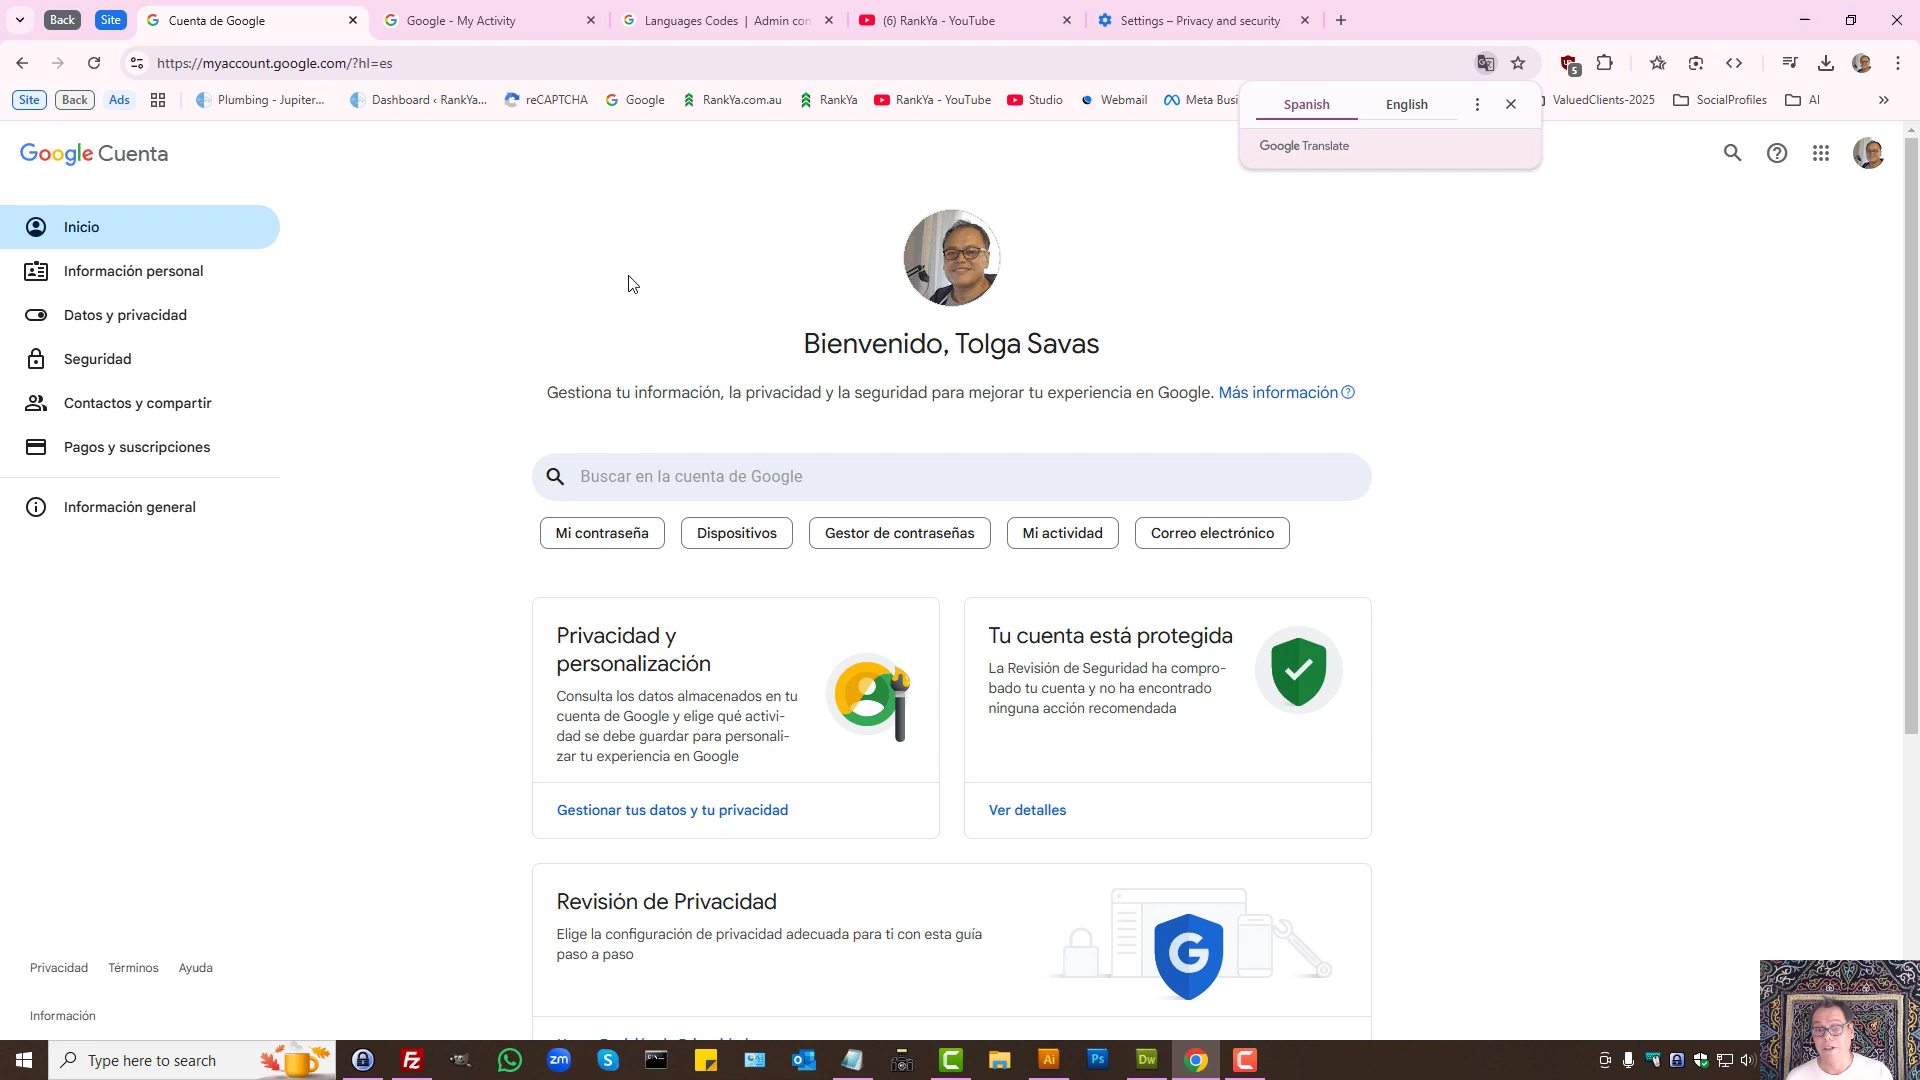 Back
Site
Cuenta de Google
Google - My Activity
Languages Codes | Admin con
(6) RankYa - YouTube
Settings – Privacy and security
https://myaccount.google.com/?hl=es
5
Site
Back
Ads
Plumbing - Jupiter...
Dashboard ‹ RankYa...
reCAPTCHA
Google
RankYa.com.au
RankYa
RankYa - YouTube
Studio
Webmail
Meta Busi
ValuedClients-2025
SocialProfiles
AI
Spanish
English
Google Translate
Google Cuenta
Inicio
Información personal
Datos y privacidad
Seguridad
Contactos y compartir
Pagos y suscripciones
Información general
Privacidad
Términos
Ayuda
Información
Bienvenido, Tolga Savas
Gestiona tu información, la privacidad y la seguridad para mejorar tu experiencia en Google. Más información
Buscar en la cuenta de Google
Mi contraseña
Dispositivos
Gestor de contraseñas
Mi actividad
Correo electrónico
Privacidad y
personalización
Consulta los datos almacenados en tu
cuenta de Google y elige qué activi-
dad se debe guardar para personali-
zar tu experiencia en Google
Gestionar tus datos y tu privacidad
Tu cuenta está protegida
La Revisión de Seguridad ha compro-
bado tu cuenta y no ha encontrado
ninguna acción recomendada
Ver detalles
Revisión de Privacidad
Elige la configuración de privacidad adecuada para ti con esta guía
paso a paso
G
Type here to search
Fz
zm
S
Ai
Ps
Dw